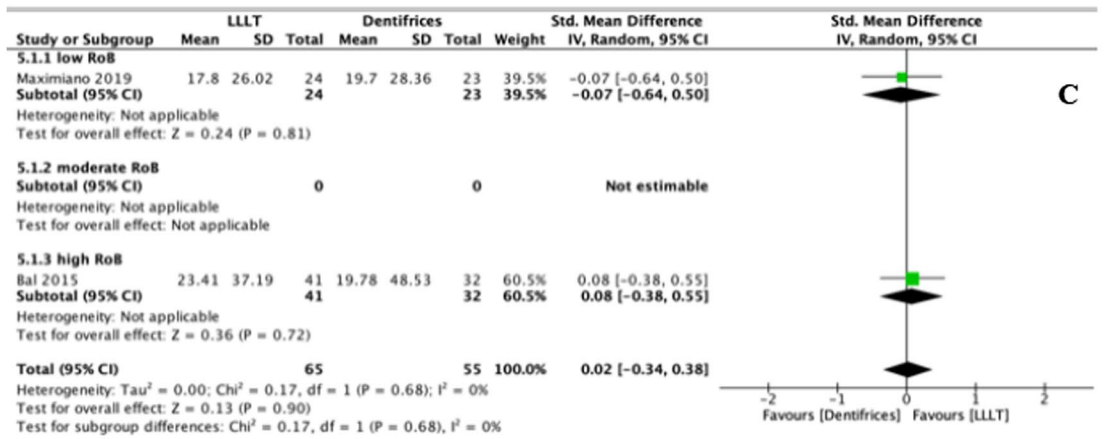 LLLT Dentifrices Std. Mean Difference Std. Mean Difference
Study or Subgroup Mean SD Total Mean SD Total Weight IV, Random, 95% CI IV, Random, 95% CI
5.1.1 low RoB
Maximiano 2019 17.8 26.02 24 19.7 28.36 23 39.5% -0.07 [-0.64, 0.50]
Subtotal (95% CI) 24 23 39.5% -0.07 [-0.64, 0.50]
C
Heterogeneity: Not applicable
Test for overall effect: Z = 0.24 (P = 0.81)
5.1.2 moderate RoB
Subtotal (95% CI) 0 0 Not estimable
Heterogeneity: Not applicable
Test for overall effect: Not applicable
5.1.3 high RoB
Bal 2015 23.41 37.19 41 19.78 48.53 32 60.5% 0.08 [-0.38, 0.55]
Subtotal (95% CI) 41 32 60.5% 0.08 [-0.38, 0.55]
Heterogeneity: Not applicable
Test for overall effect: Z = 0.36 (P = 0.72)
Total (95% CI) 65 55 100.0% 0.02 [-0.34, 0.38]
Heterogeneity: Tau² = 0.00; Chi² = 0.17, df = 1 (P = 0.68); I² = 0%
Test for overall effect: Z = 0.13 (P = 0.90)
Test for subgroup differences: Chi² = 0.17, df = 1 (P = 0.68), I² = 0%
-2 -1 0 1 2
Favours [Dentifrices] Favours [LLLT]